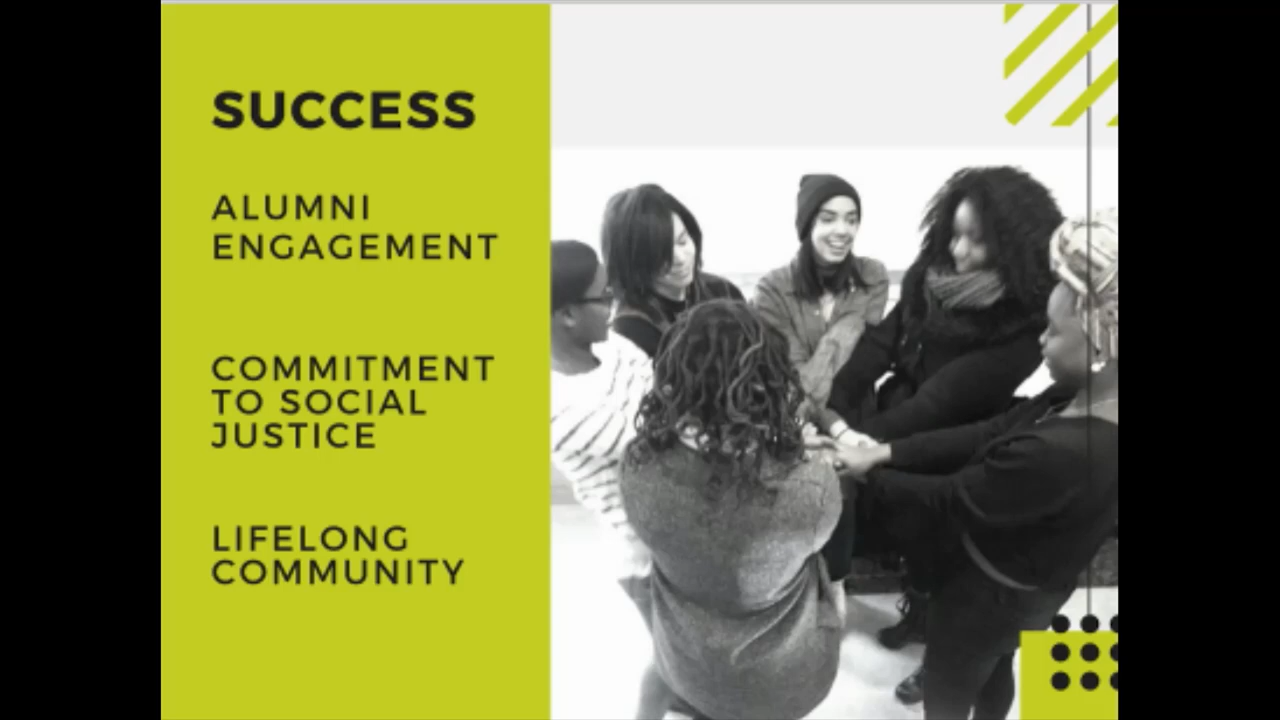 SUCCESS
ALUMNI
ENGAGEMENT
COMMITMENT
TO SOCIAL
JUSTICE
LIFELONG
COMMUNITY